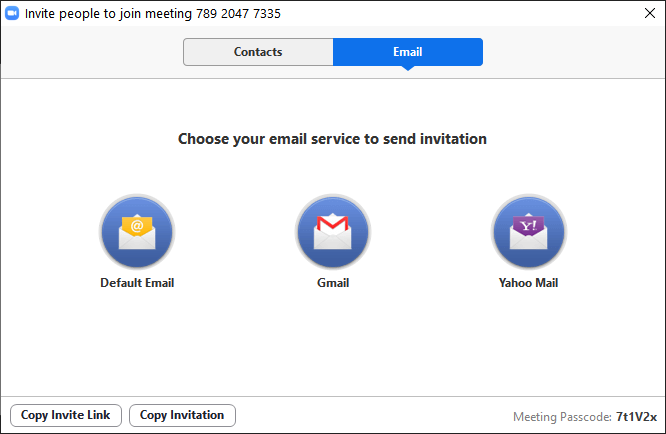 Invite people to join meeting 789 2047 7335
Contacts
Email
Choose your email service to send invitation
@
Y!
Default Email
Gmail
Yahoo Mail
Copy Invite Link
Copy Invitation
Meeting Passcode: 7t1V2x